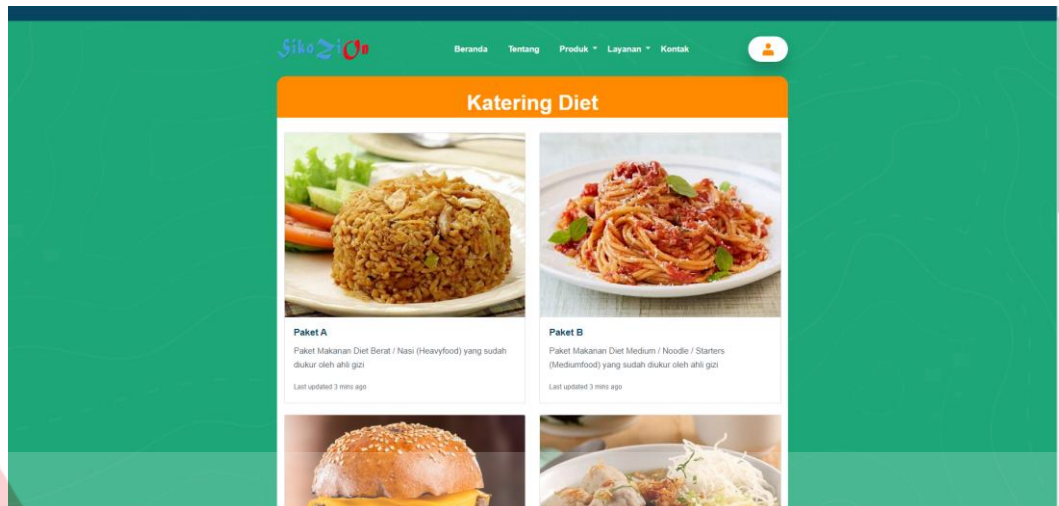 SikoZiOn
Beranda Tentang Produk Layanan Kontak
Katering Diet
Paket A
Paket Makanan Diet Berat / Nasi (Heavyfood) yang sudah
diukur oleh ahli gizi
Last updated 3 mins ago
Paket B
Paket Makanan Diet Medium / Noodle / Starters
(Mediumfood) yang sudah diukur oleh ahli gizi
Last updated 3 mins ago